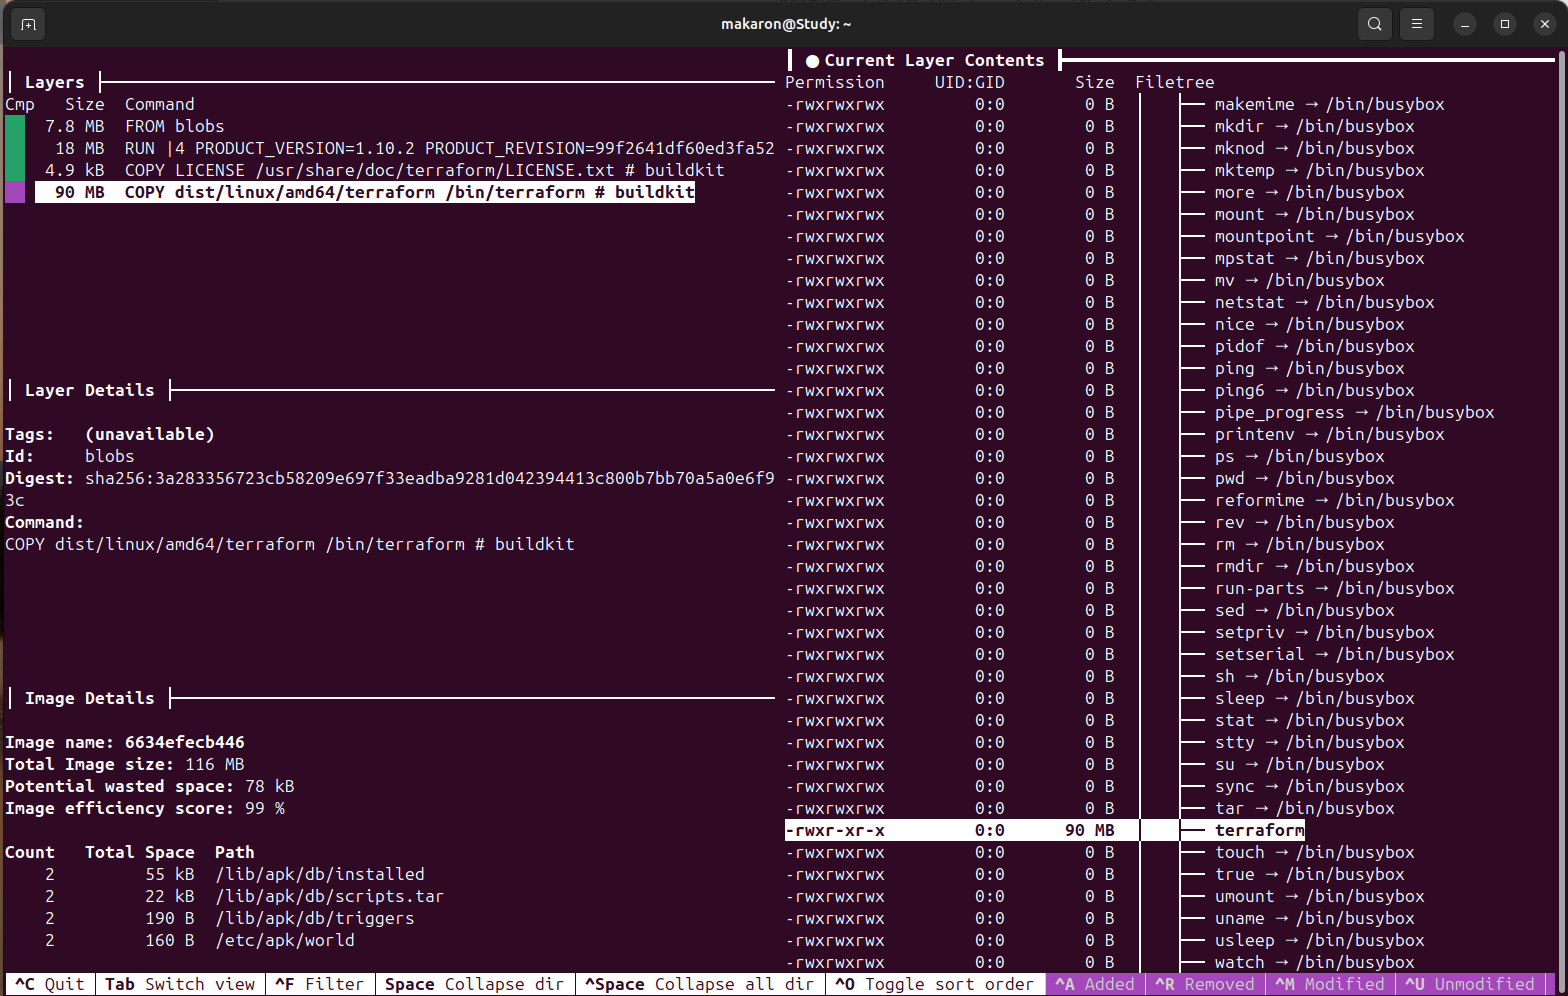 makaron@Study: ~
Layers
Cmp Size Command
7.8 MB FROM blobs
18 MB RUN |4 PRODUCT_VERSION=1.10.2 PRODUCT_REVISION=99f2641df60ed3fa52
4.9 kB COPY LICENSE /usr/share/doc/terraform/LICENSE.txt # buildkit
90 MB COPY dist/linux/amd64/terraform /bin/terraform # buildkit
Layer Details
Tags: (unavailable)
Id: blobs
Digest: sha256:3a283356723cb58209e697f33eadba9281d042394413c800b7bb70a5a0e6f9
3c
Command:
COPY dist/linux/amd64/terraform /bin/terraform # buildkit
Image Details
Image name: 6634efecb446
Total Image size: 116 MB
Potential wasted space: 78 kB
Image efficiency score: 99 %
Count Total Space Path
2 55 kB /lib/apk/db/installed
2 22 kB /lib/apk/db/scripts.tar
2 190 B /lib/apk/db/triggers
2 160 B /etc/apk/world
● Current Layer Contents
Permission UID:GID Size Filetree
-rwxrwxrwx 0:0 0 B ├── makemime → /bin/busybox
-rwxrwxrwx 0:0 0 B ├── mkdir → /bin/busybox
-rwxrwxrwx 0:0 0 B ├── mknod → /bin/busybox
-rwxrwxrwx 0:0 0 B ├── mktemp → /bin/busybox
-rwxrwxrwx 0:0 0 B ├── more → /bin/busybox
-rwxrwxrwx 0:0 0 B ├── mount → /bin/busybox
-rwxrwxrwx 0:0 0 B ├── mountpoint → /bin/busybox
-rwxrwxrwx 0:0 0 B ├── mpstat → /bin/busybox
-rwxrwxrwx 0:0 0 B ├── mv → /bin/busybox
-rwxrwxrwx 0:0 0 B ├── netstat → /bin/busybox
-rwxrwxrwx 0:0 0 B ├── nice → /bin/busybox
-rwxrwxrwx 0:0 0 B ├── pidof → /bin/busybox
-rwxrwxrwx 0:0 0 B ├── ping → /bin/busybox
-rwxrwxrwx 0:0 0 B ├── ping6 → /bin/busybox
-rwxrwxrwx 0:0 0 B ├── pipe_progress → /bin/busybox
-rwxrwxrwx 0:0 0 B ├── printenv → /bin/busybox
-rwxrwxrwx 0:0 0 B ├── ps → /bin/busybox
-rwxrwxrwx 0:0 0 B ├── pwd → /bin/busybox
-rwxrwxrwx 0:0 0 B ├── reformime → /bin/busybox
-rwxrwxrwx 0:0 0 B ├── rev → /bin/busybox
-rwxrwxrwx 0:0 0 B ├── rm → /bin/busybox
-rwxrwxrwx 0:0 0 B ├── rmdir → /bin/busybox
-rwxrwxrwx 0:0 0 B ├── run-parts → /bin/busybox
-rwxrwxrwx 0:0 0 B ├── sed → /bin/busybox
-rwxrwxrwx 0:0 0 B ├── setpriv → /bin/busybox
-rwxrwxrwx 0:0 0 B ├── setserial → /bin/busybox
-rwxrwxrwx 0:0 0 B ├── sh → /bin/busybox
-rwxrwxrwx 0:0 0 B ├── sleep → /bin/busybox
-rwxrwxrwx 0:0 0 B ├── stat → /bin/busybox
-rwxrwxrwx 0:0 0 B ├── stty → /bin/busybox
-rwxrwxrwx 0:0 0 B ├── su → /bin/busybox
-rwxrwxrwx 0:0 0 B ├── sync → /bin/busybox
-rwxrwxrwx 0:0 0 B ├── tar → /bin/busybox
-rwxr-xr-x 0:0 90 MB ├── terraform
-rwxrwxrwx 0:0 0 B ├── touch → /bin/busybox
-rwxrwxrwx 0:0 0 B ├── true → /bin/busybox
-rwxrwxrwx 0:0 0 B ├── umount → /bin/busybox
-rwxrwxrwx 0:0 0 B ├── uname → /bin/busybox
-rwxrwxrwx 0:0 0 B ├── usleep → /bin/busybox
-rwxrwxrwx 0:0 0 B ├── watch → /bin/busybox
^C Quit Tab Switch view ^F Filter Space Collapse dir ^Space Collapse all dir ^O Toggle sort order ^A Added ^R Removed ^M Modified ^U Unmodified